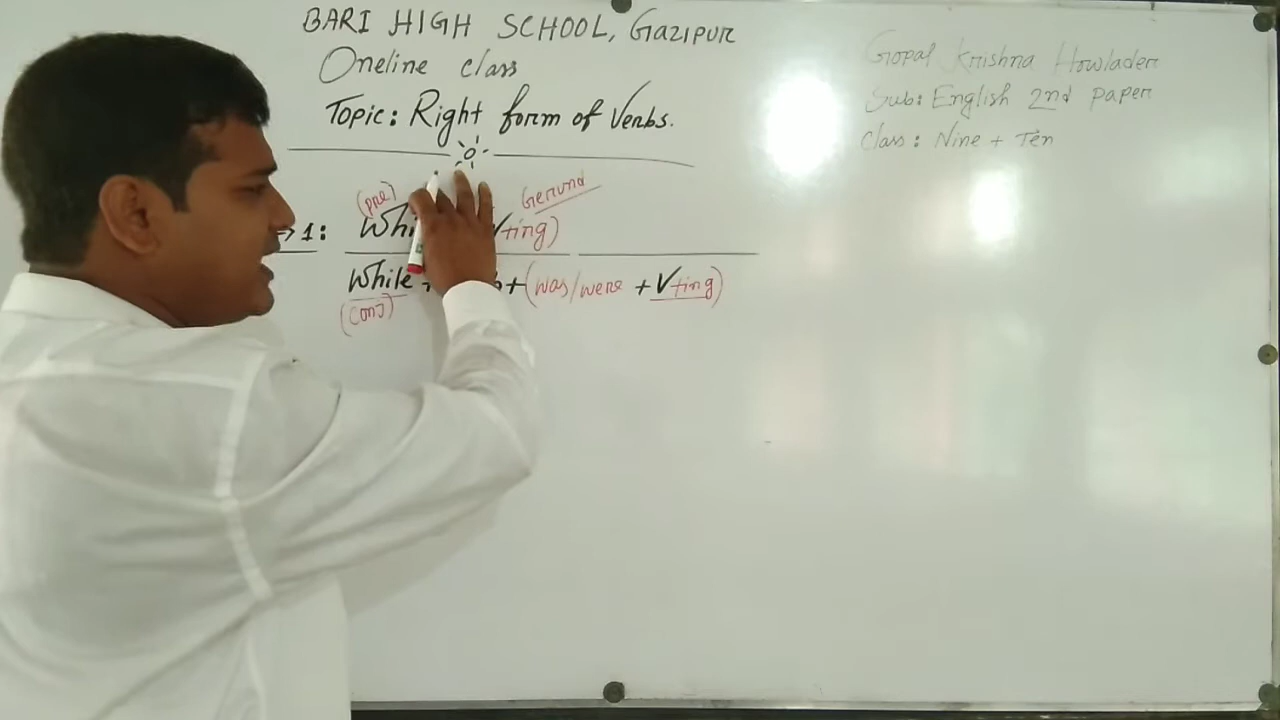 BARI HIGH SCHOOL, GAZIPUR
Oneline class
Topic: Right form of Verbs.
Gopal Krishna Howlader
Sub: English 2nd paper
Class: Nine + Ten
(pre) Gerund
→ 1: +ing)
While + + (was/were + V+ing)
(conj)